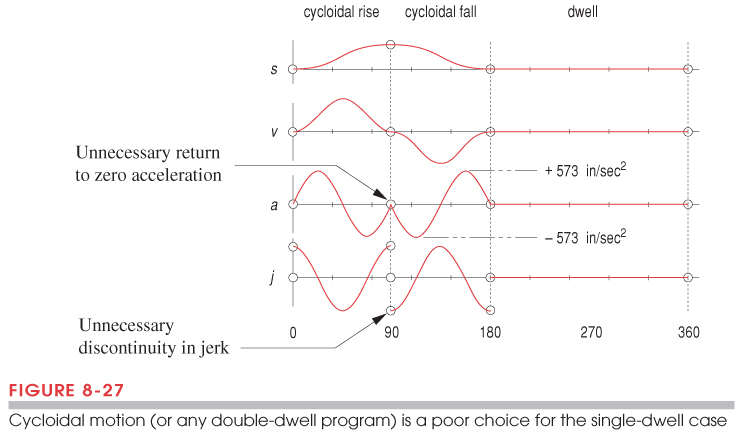 cycloidal rise cycloidal fall dwell
s
v
Unnecessary return
to zero acceleration
+ 573 in/sec²
a
– 573 in/sec²
j
Unnecessary
discontinuity in jerk
0 90 180 270 360
FIGURE 8-27
Cycloidal motion (or any double-dwell program) is a poor choice for the single-dwell case